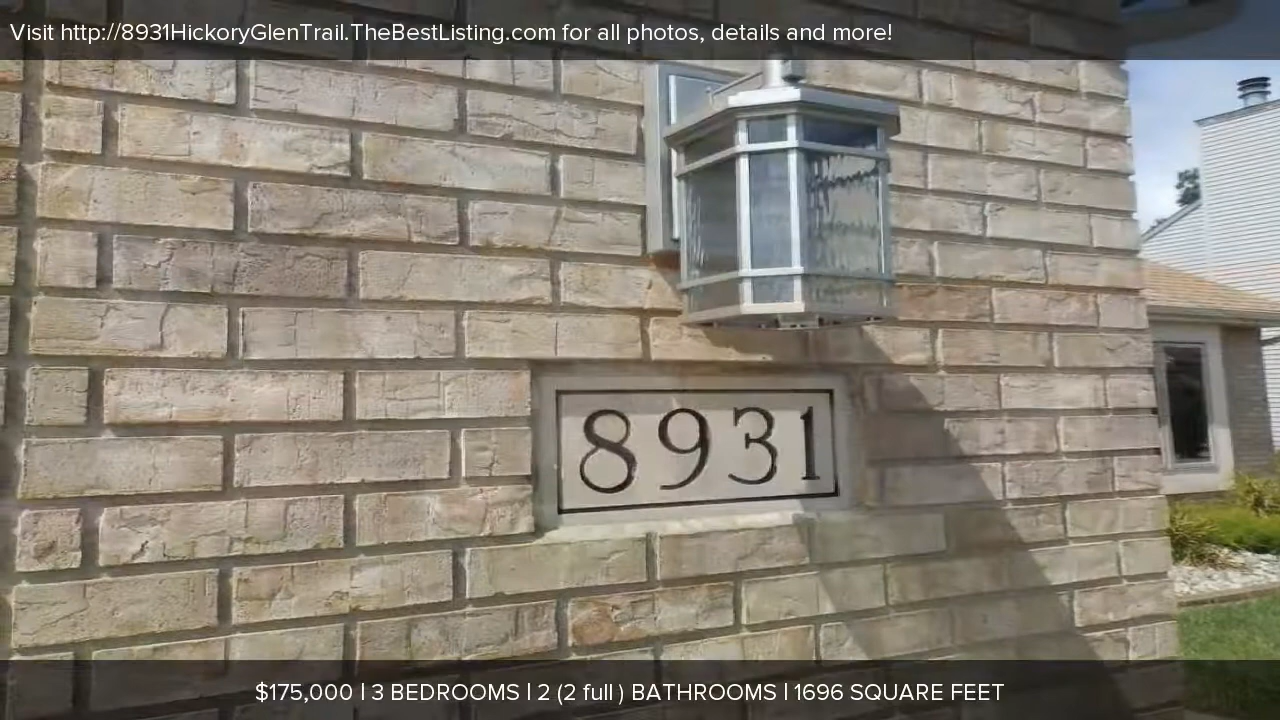 Visit http://8931HickoryGlenTrail.TheBestListing.com for all photos, details and more!
8931
$175,000 | 3 BEDROOMS | 2 (2 full ) BATHROOMS | 1696 SQUARE FEET